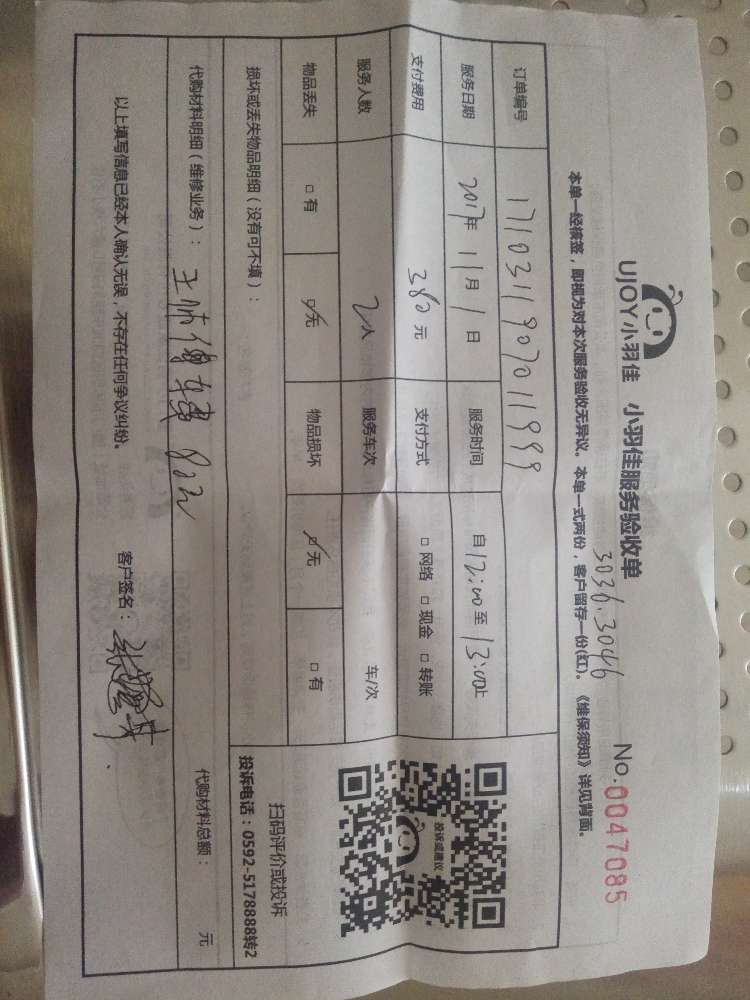 UJOY小羽佳 小羽佳服务验收单 No.0047085
3036.3046
本单一经核签，即视为对本次服务验收无异议。本单一式两份，客户留存一份(红)。《维保须知》详见背面。
订单编号 1710311907011999
服务日期 2017年 11月 1日 服务时间 自12:00至13:00止
支付费用 380元 支付方式 □ 网络 □ 现金 □ 转账
服务人数 2人 服务车次 车/次
物品丢失 □ 有 □ 无 物品损坏 □ 无 □ 有
损坏或丢失物品明细（没有可不填）：
代购材料明细（维修业务）： 80元 代购材料总额： 元
以上填写信息已经本人确认无误，不存在任何争议纠纷。 客户签名：
投诉或建议
扫码评价或投诉
投诉电话：0592-5178888转2